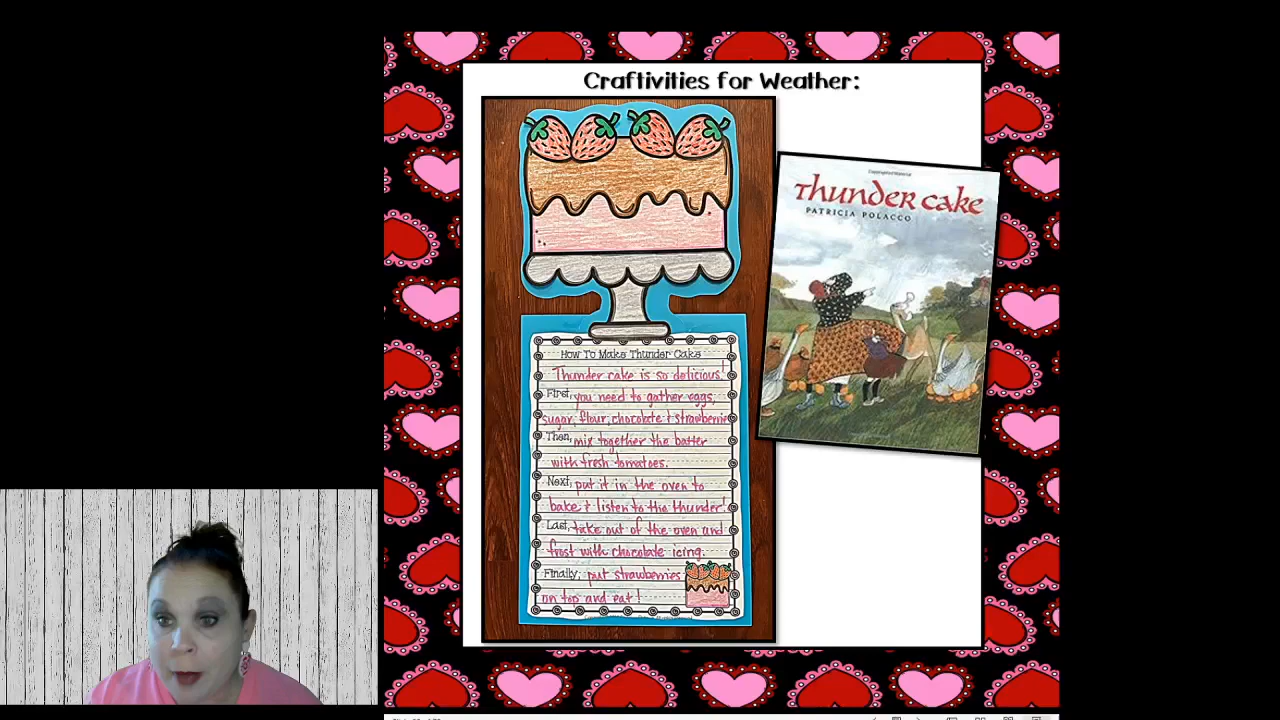 Craftivities for Weather:
Thunder cake
PATRICIA POLACCO
How To Make Thunder Cake
Thunder cake is so delicious!
First, you need to gather eggs,
sugar, flour, chocolate & strawberries
Then, mix together the batter
with fresh tomatoes.
Next, put it in the oven to
bake & listen to the thunder!
Last, take out of the oven and
frost with chocolate icing.
Finally, put strawberries
on top and eat!